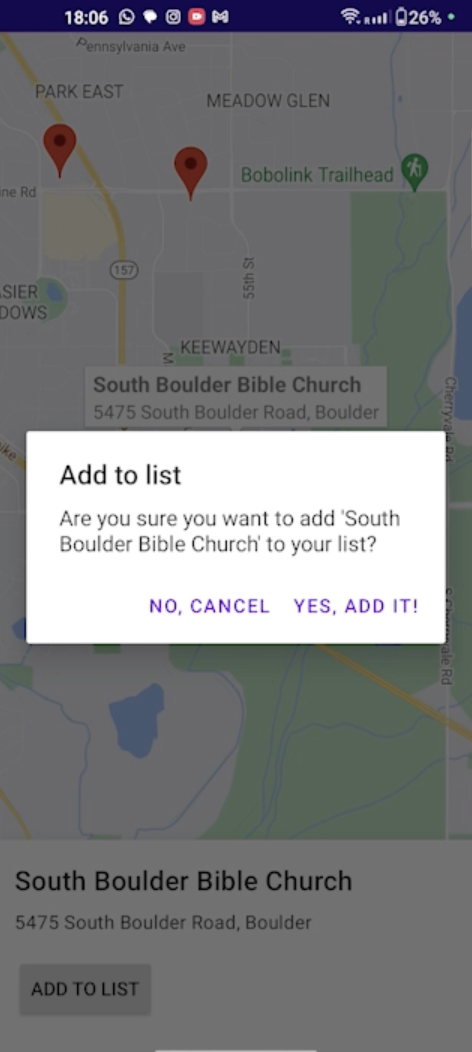 18:06
26%
Pennsylvania Ave
PARK EAST
MEADOW GLEN
Bobolink Trailhead
ine Rd
157
55th St
ASIER
DOWS
KEEWAYDEN
M
South Boulder Bible Church
5475 South Boulder Road, Boulder
Cherryvale Rd
ike
Add to list
Are you sure you want to add 'South
Boulder Bible Church' to your list?
NO, CANCEL YES, ADD IT!
S Cherryvale Rd
South Boulder Bible Church
5475 South Boulder Road, Boulder
ADD TO LIST